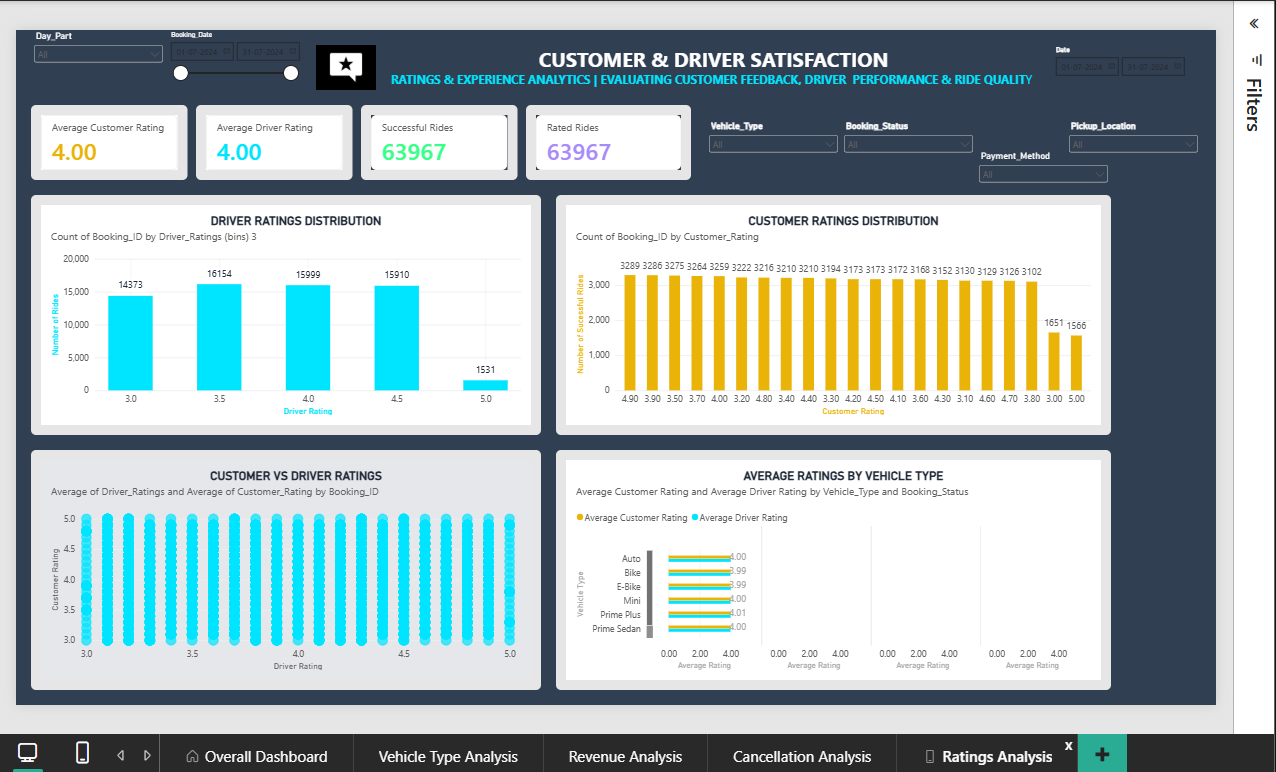 Day_Part
All
Booking_Date
01-07-2024
31-07-2024
CUSTOMER & DRIVER SATISFACTION
RATINGS & EXPERIENCE ANALYTICS | EVALUATING CUSTOMER FEEDBACK, DRIVER PERFORMANCE & RIDE QUALITY
Date
01-07-2024
31-07-2024
Filters
Average Customer Rating
4.00
Average Driver Rating
4.00
Successful Rides
63967
Rated Rides
63967
Vehicle_Type
All
Booking_Status
All
Pickup_Location
All
Payment_Method
All
DRIVER RATINGS DISTRIBUTION
Count of Booking_ID by Driver_Ratings (bins) 3
Number of Rides
20,000
15,000
10,000
5,000
0
14373
16154
15999
15910
1531
3.0 3.5 4.0 4.5 5.0
Driver Rating
CUSTOMER RATINGS DISTRIBUTION
Count of Booking_ID by Customer_Rating
Number of Sucessful Rides
3,000
2,000
1,000
0
3289 3286 3275 3264 3259 3222 3216 3210 3210 3194 3173 3173 3172 3168 3152 3130 3129 3126 3102 1651 1566
4.90 3.90 3.50 3.70 4.00 3.20 4.80 3.40 4.40 3.30 4.20 4.50 4.10 3.60 4.30 3.10 4.60 4.70 3.80 3.00 5.00
Customer Rating
CUSTOMER VS DRIVER RATINGS
Average of Driver_Ratings and Average of Customer_Rating by Booking_ID
Customer Rating
5.0
4.5
4.0
3.5
3.0
3.0 3.5 4.0 4.5 5.0
Driver Rating
AVERAGE RATINGS BY VEHICLE TYPE
Average Customer Rating and Average Driver Rating by Vehicle_Type and Booking_Status
Average Customer Rating Average Driver Rating
Vehicle Type
Auto 4.00
Bike 3.99
E-Bike 3.99
Mini 4.00
Prime Plus 4.01
Prime Sedan 4.00
0.00 2.00 4.00 0.00 2.00 4.00 0.00 2.00 4.00 0.00 2.00 4.00
Average Rating Average Rating Average Rating Average Rating
Overall Dashboard
Vehicle Type Analysis
Revenue Analysis
Cancellation Analysis
Ratings Analysis
x
+